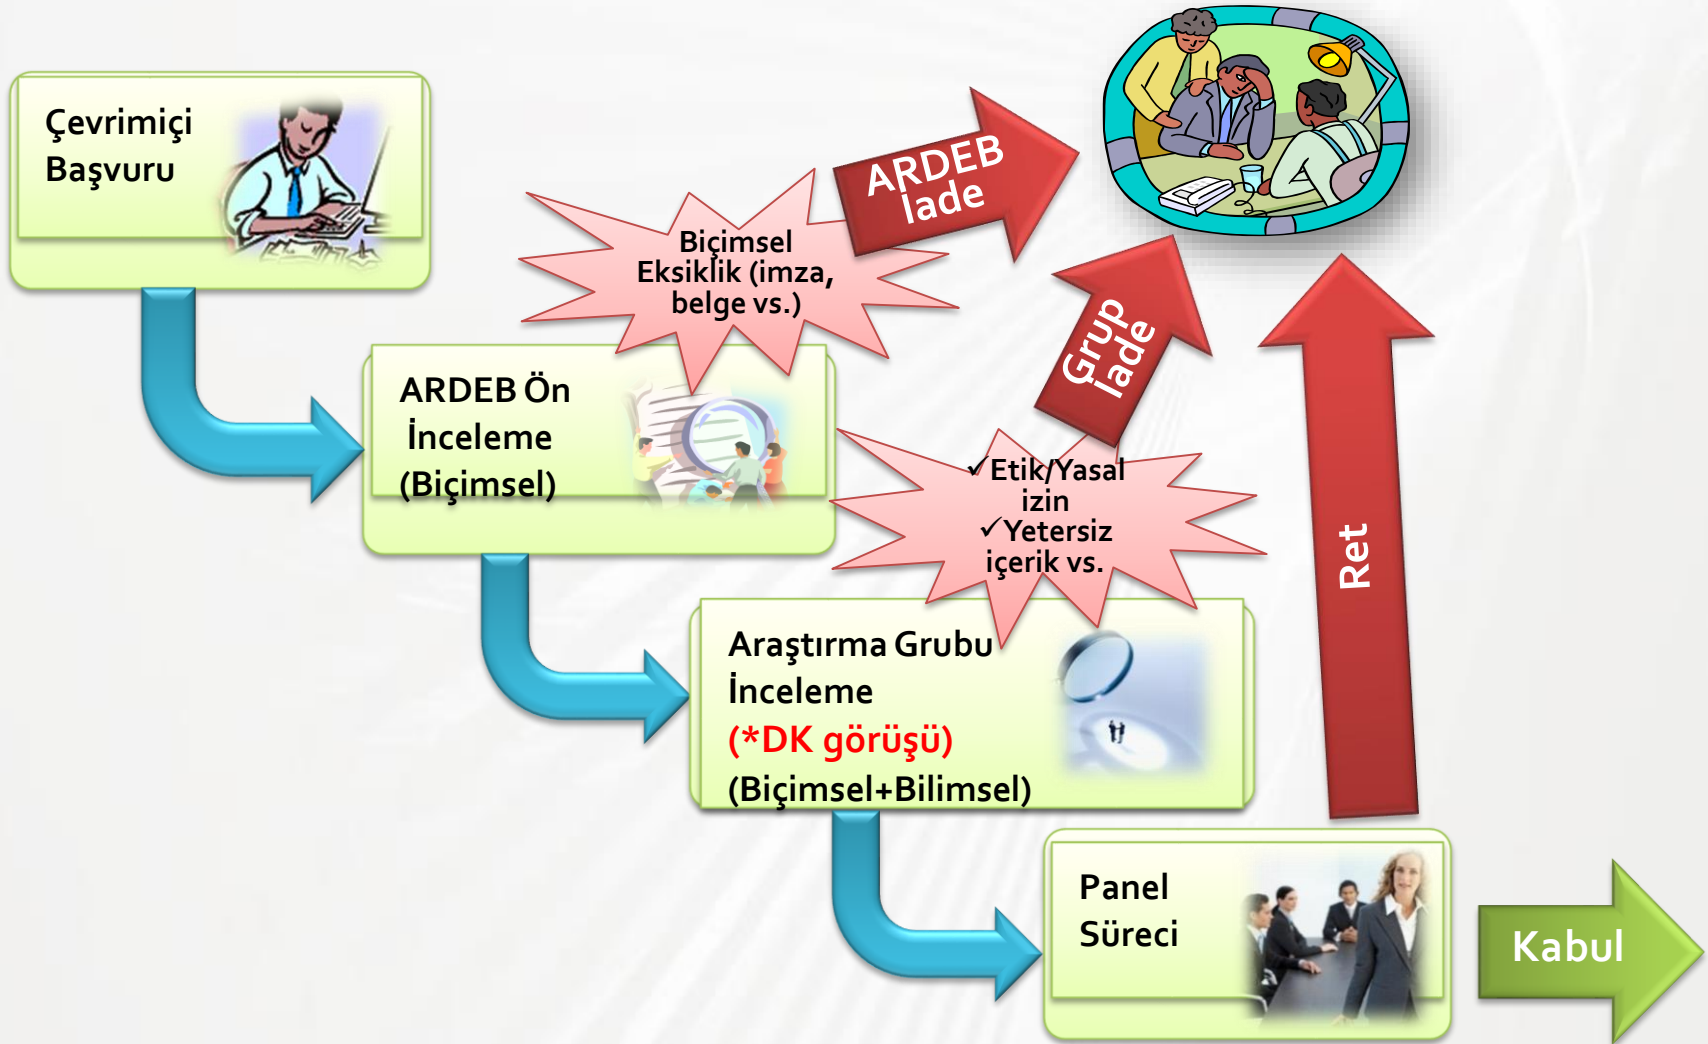 Çevrimiçi
Başvuru
ARDEB
İade
Biçimsel
Eksiklik (imza,
belge vs.)
Grup
İade
ARDEB Ön
İnceleme
(Biçimsel)
✓Etik/Yasal
izin
✓Yetersiz
içerik vs.
Ret
Araştırma Grubu
İnceleme
(*DK görüşü)
(Biçimsel+Bilimsel)
Panel
Süreci
Kabul